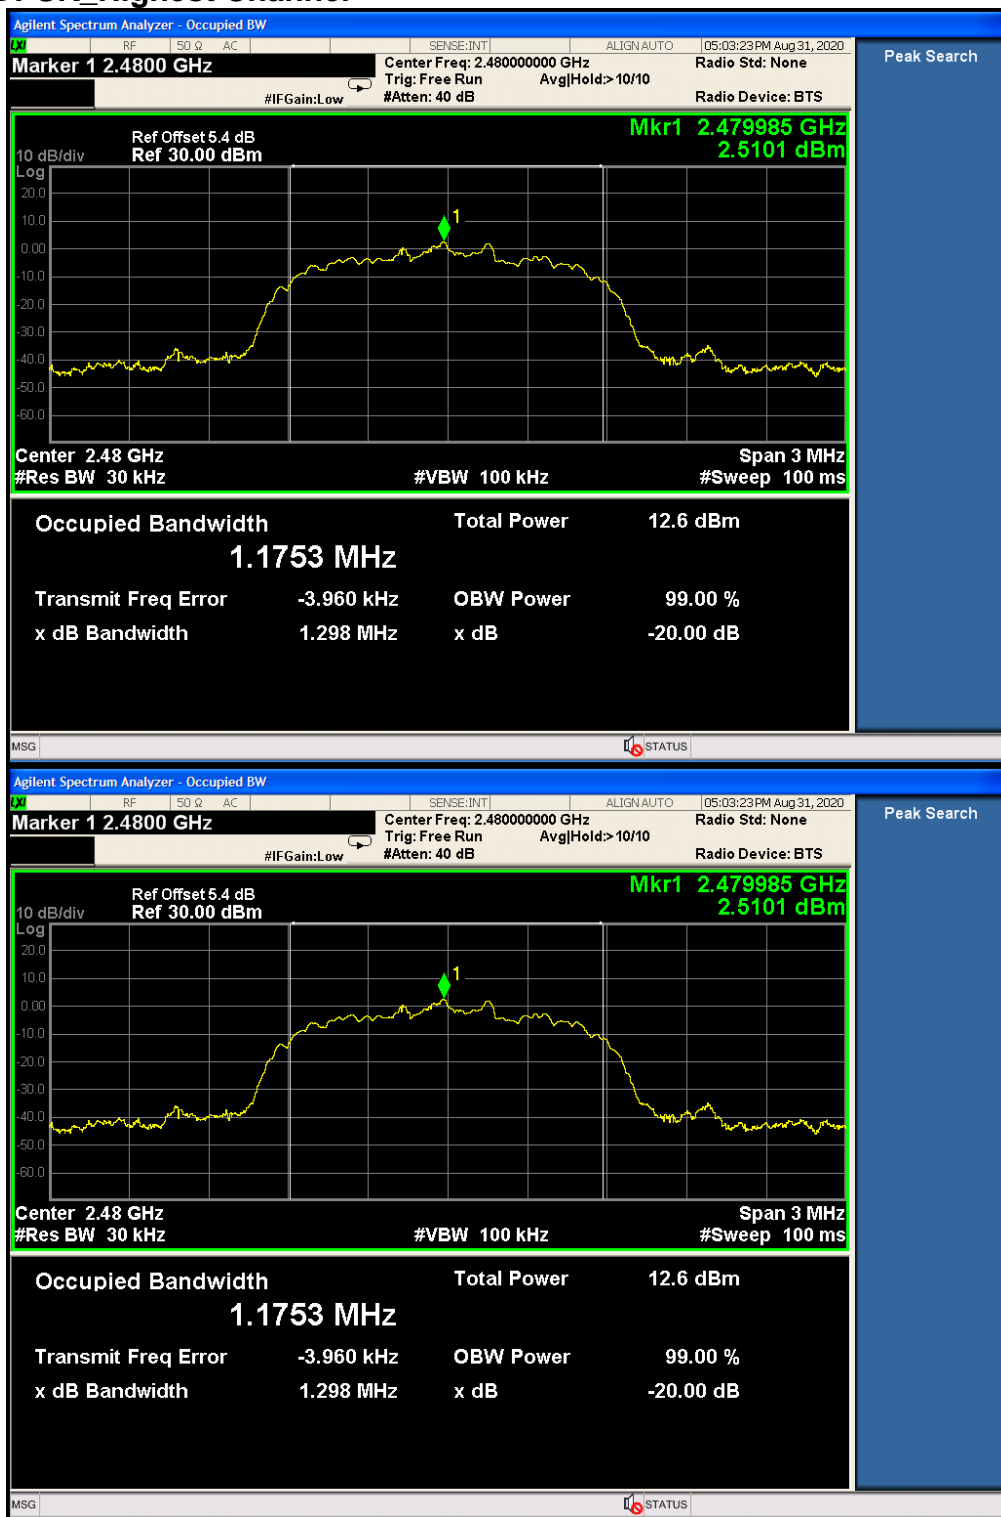 Highest Channel
Agilent Spectrum Analyzer - Occupied BW
LXI RF 50 Ω AC SENSE:INT ALIGN AUTO 05:03:23 PM Aug 31, 2020
Marker 1 2.4800 GHz
Center Freq: 2.480000000 GHz
Radio Std: None
Peak Search
Trig: Free Run Avg|Hold:> 10/10
#IFGain:Low #Atten: 40 dB Radio Device: BTS
Mkr1 2.479985 GHz
2.5101 dBm
Ref Offset 5.4 dB
10 dB/div Ref 30.00 dBm
Log
20.0
10.0
0.00
-10.0
-20.0
-30.0
-40.0
-50.0
-60.0
1
Center 2.48 GHz Span 3 MHz
#Res BW 30 kHz #VBW 100 kHz #Sweep 100 ms
Occupied Bandwidth Total Power 12.6 dBm
1.1753 MHz
Transmit Freq Error -3.960 kHz OBW Power 99.00 %
x dB Bandwidth 1.298 MHz x dB -20.00 dB
MSG STATUS
Agilent Spectrum Analyzer - Occupied BW
LXI RF 50 Ω AC SENSE:INT ALIGN AUTO 05:03:23 PM Aug 31, 2020
Marker 1 2.4800 GHz
Center Freq: 2.480000000 GHz
Radio Std: None
Peak Search
Trig: Free Run Avg|Hold:> 10/10
#IFGain:Low #Atten: 40 dB Radio Device: BTS
Mkr1 2.479985 GHz
2.5101 dBm
Ref Offset 5.4 dB
10 dB/div Ref 30.00 dBm
Log
20.0
10.0
0.00
-10.0
-20.0
-30.0
-40.0
-50.0
-60.0
1
Center 2.48 GHz Span 3 MHz
#Res BW 30 kHz #VBW 100 kHz #Sweep 100 ms
Occupied Bandwidth Total Power 12.6 dBm
1.1753 MHz
Transmit Freq Error -3.960 kHz OBW Power 99.00 %
x dB Bandwidth 1.298 MHz x dB -20.00 dB
MSG STATUS